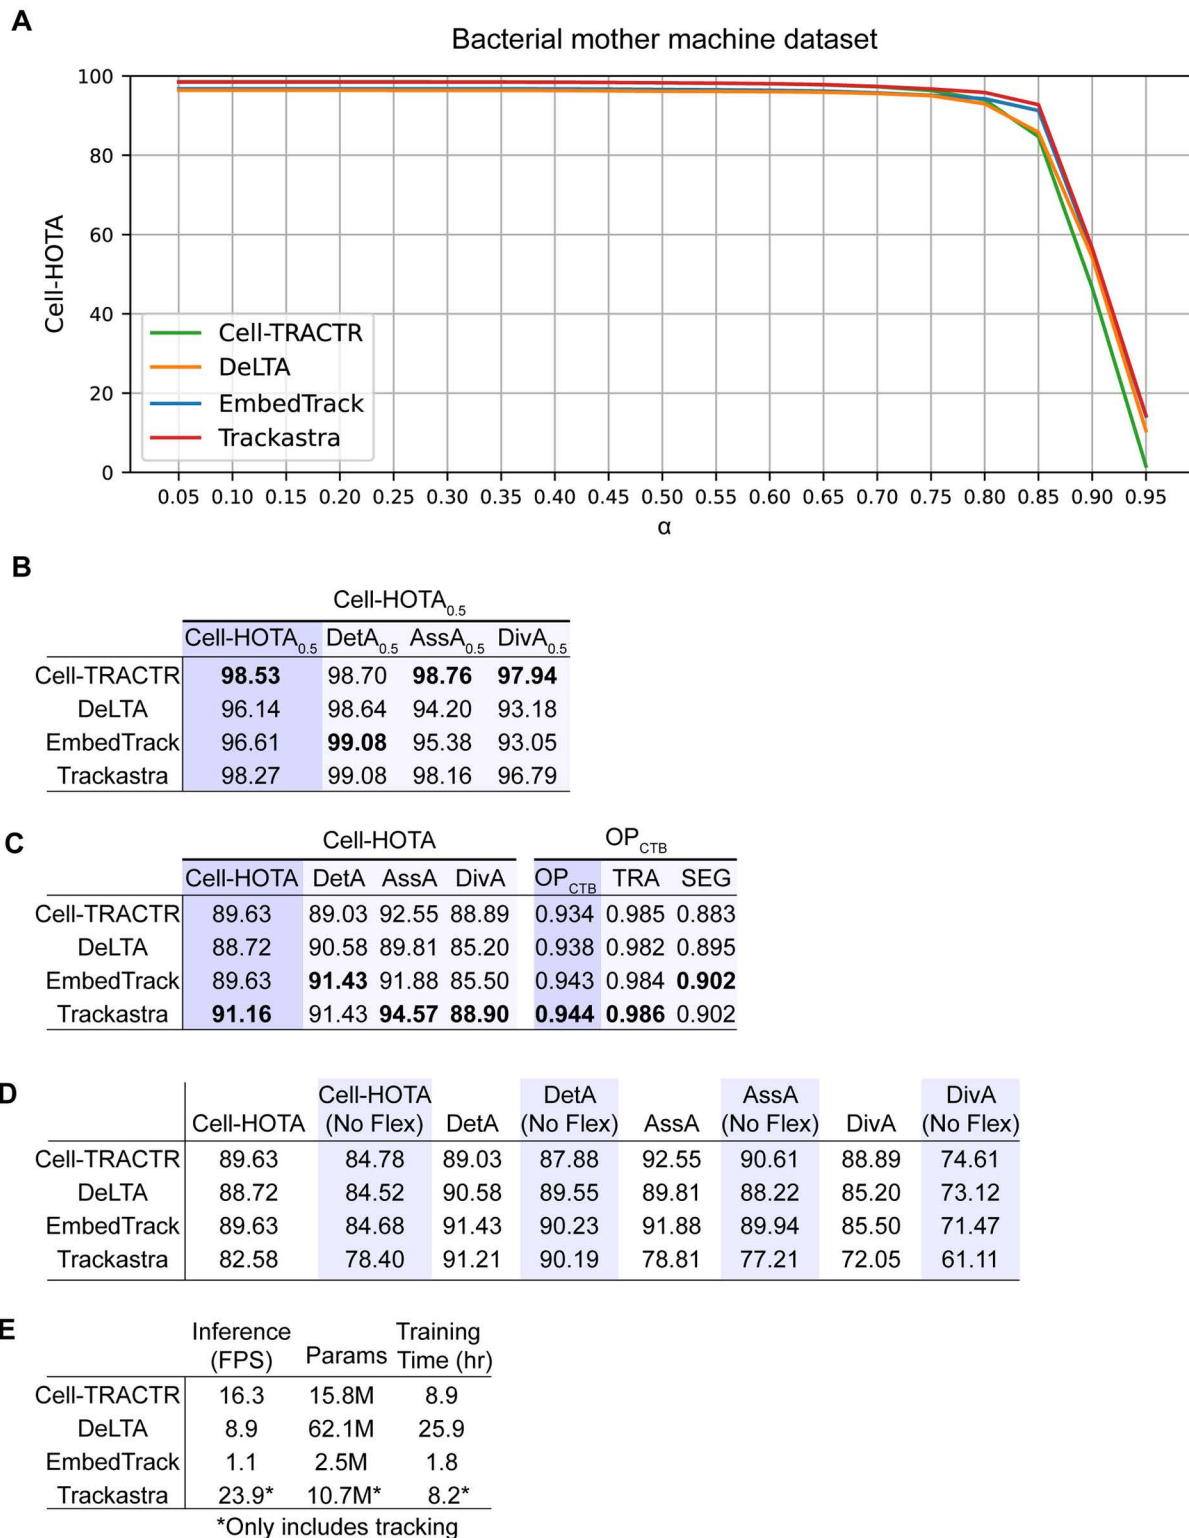 A
Bacterial mother machine dataset
100
80
60
40
20
0
Cell-HOTA
Cell-TRACTR
DeLTA
EmbedTrack
Trackastra
0.05 0.10 0.15 0.20 0.25 0.30 0.35 0.40 0.45 0.50 0.55 0.60 0.65 0.70 0.75 0.80 0.85 0.90 0.95
α
B
Cell-HOTA0.5
Cell-HOTA0.5 DetA0.5 AssA0.5 DivA0.5
Cell-TRACTR 98.53 98.70 98.76 97.94
DeLTA 96.14 98.64 94.20 93.18
EmbedTrack 96.61 99.08 95.38 93.05
Trackastra 98.27 99.08 98.16 96.79
C
Cell-HOTA OPCTB
Cell-HOTA DetA AssA DivA OPCTB TRA SEG
Cell-TRACTR 89.63 89.03 92.55 88.89 0.934 0.985 0.883
DeLTA 88.72 90.58 89.81 85.20 0.938 0.982 0.895
EmbedTrack 89.63 91.43 91.88 85.50 0.943 0.984 0.902
Trackastra 91.16 91.43 94.57 88.90 0.944 0.986 0.902
D
Cell-HOTA DetA AssA DivA
Cell-HOTA (No Flex) DetA (No Flex) AssA (No Flex) DivA (No Flex)
Cell-TRACTR 89.63 84.78 89.03 87.88 92.55 90.61 88.89 74.61
DeLTA 88.72 84.52 90.58 89.55 89.81 88.22 85.20 73.12
EmbedTrack 89.63 84.68 91.43 90.23 91.88 89.94 85.50 71.47
Trackastra 82.58 78.40 91.21 90.19 78.81 77.21 72.05 61.11
E
Inference Training
(FPS) Params Time (hr)
Cell-TRACTR 16.3 15.8M 8.9
DeLTA 8.9 62.1M 25.9
EmbedTrack 1.1 2.5M 1.8
Trackastra 23.9* 10.7M* 8.2*
*Only includes tracking